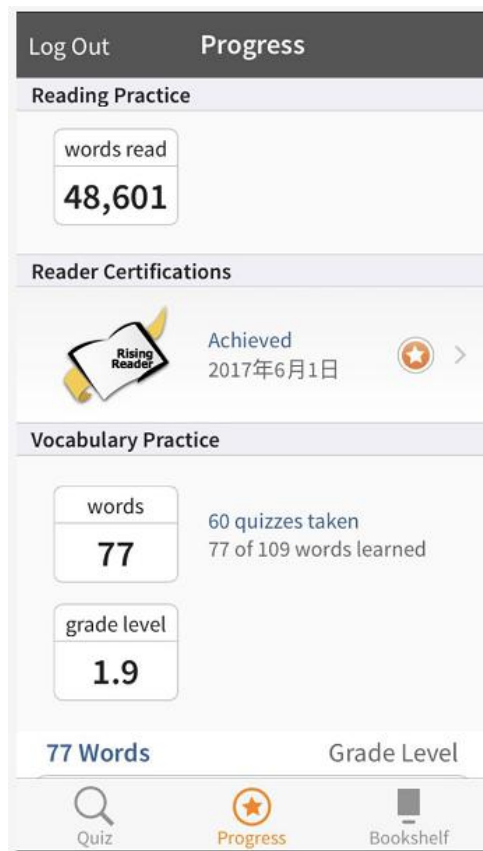 Log Out Progress
Reading Practice
words read
48,601
Reader Certifications
Rising
Reader
Achieved
2017年6月1日
Vocabulary Practice
words
77
60 quizzes taken
77 of 109 words learned
grade level
1.9
77 Words Grade Level
Quiz Progress Bookshelf